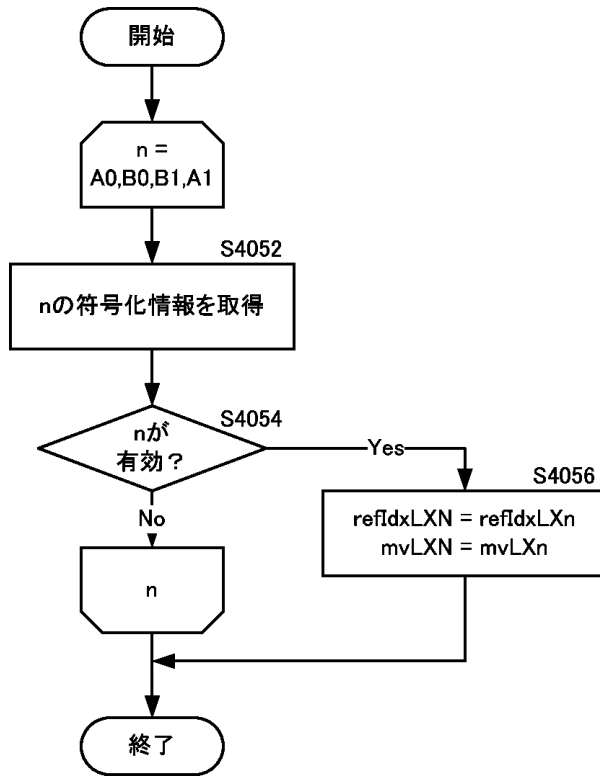 開始
n =
A0,B0,B1,A1
S4052
nの符号化情報を取得
S4054
nが
有効？
Yes
S4056
refIdxLXN = refIdxLXn
mvLXN = mvLXn
No
n
終了